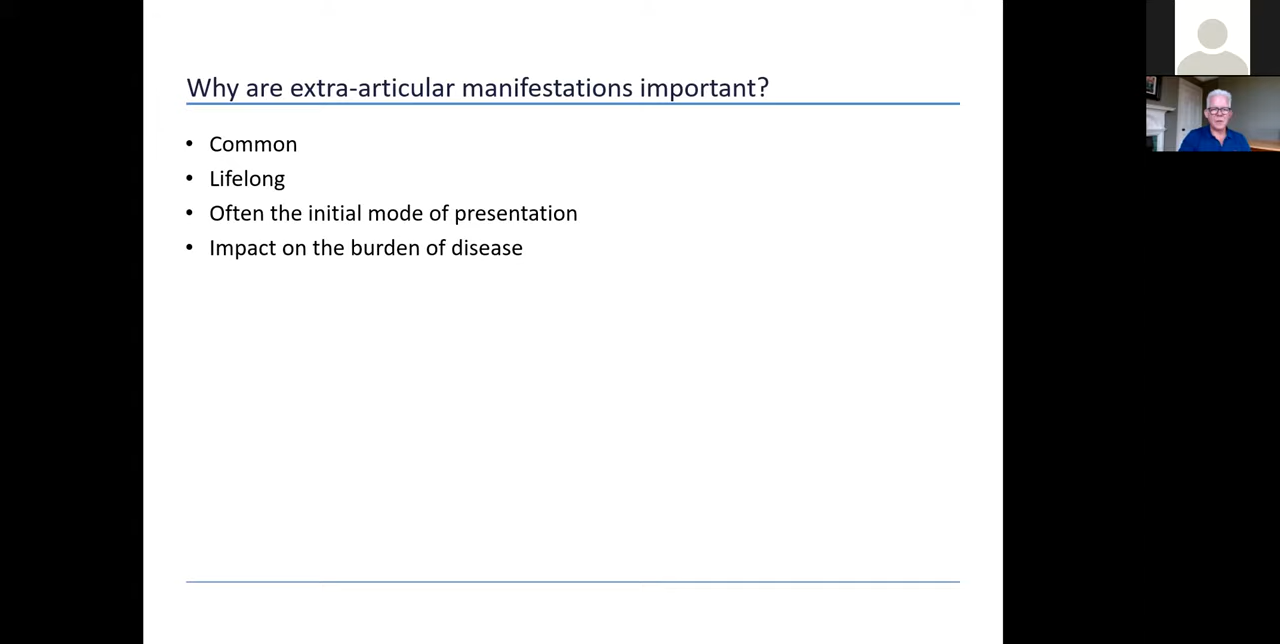 Why are extra-articular manifestations important?
• Common
• Lifelong
• Often the initial mode of presentation
• Impact on the burden of disease